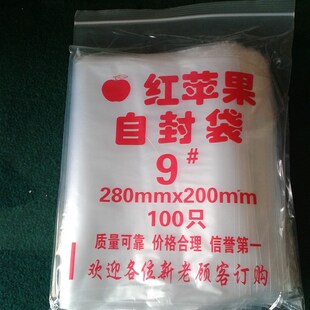 红苹果
自封袋
9#
280mmx200mm
100只
质量可靠 价格合理 信誉第一
欢迎各位新老顾客订购